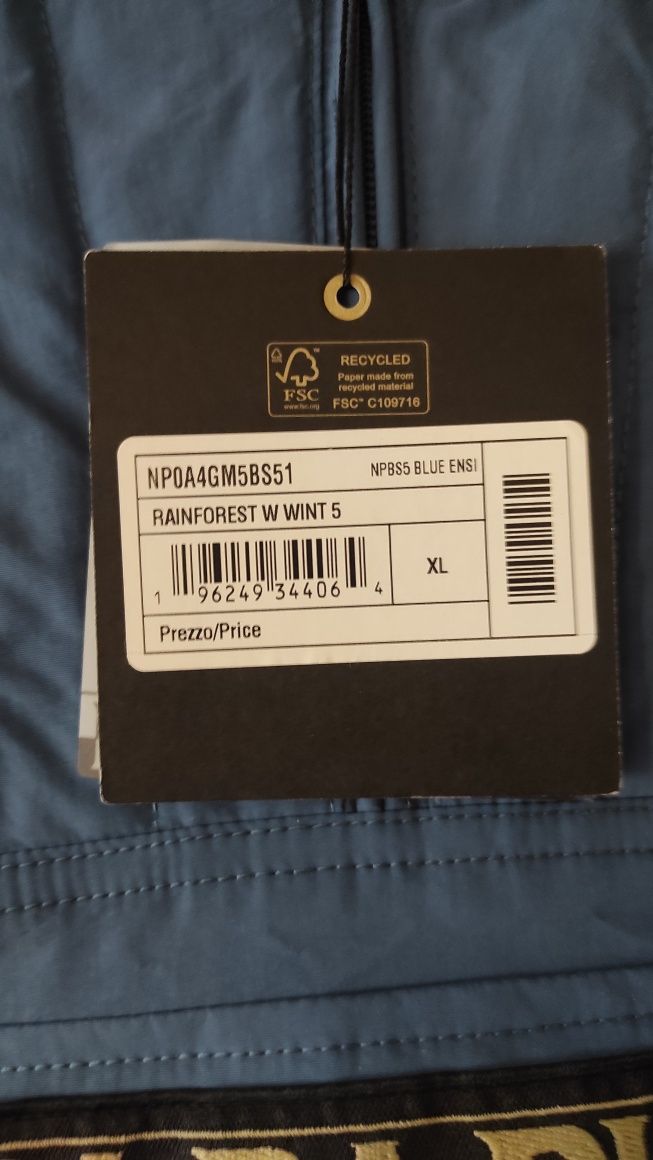 FSC
www.fsc.org
RECYCLED
Paper made from
recycled material
FSC™ C109716
NP0A4GM5BS51 NPBS5 BLUE ENSI
RAINFOREST W WINT 5
1 96249 34406 4
XL
Prezzo/Price